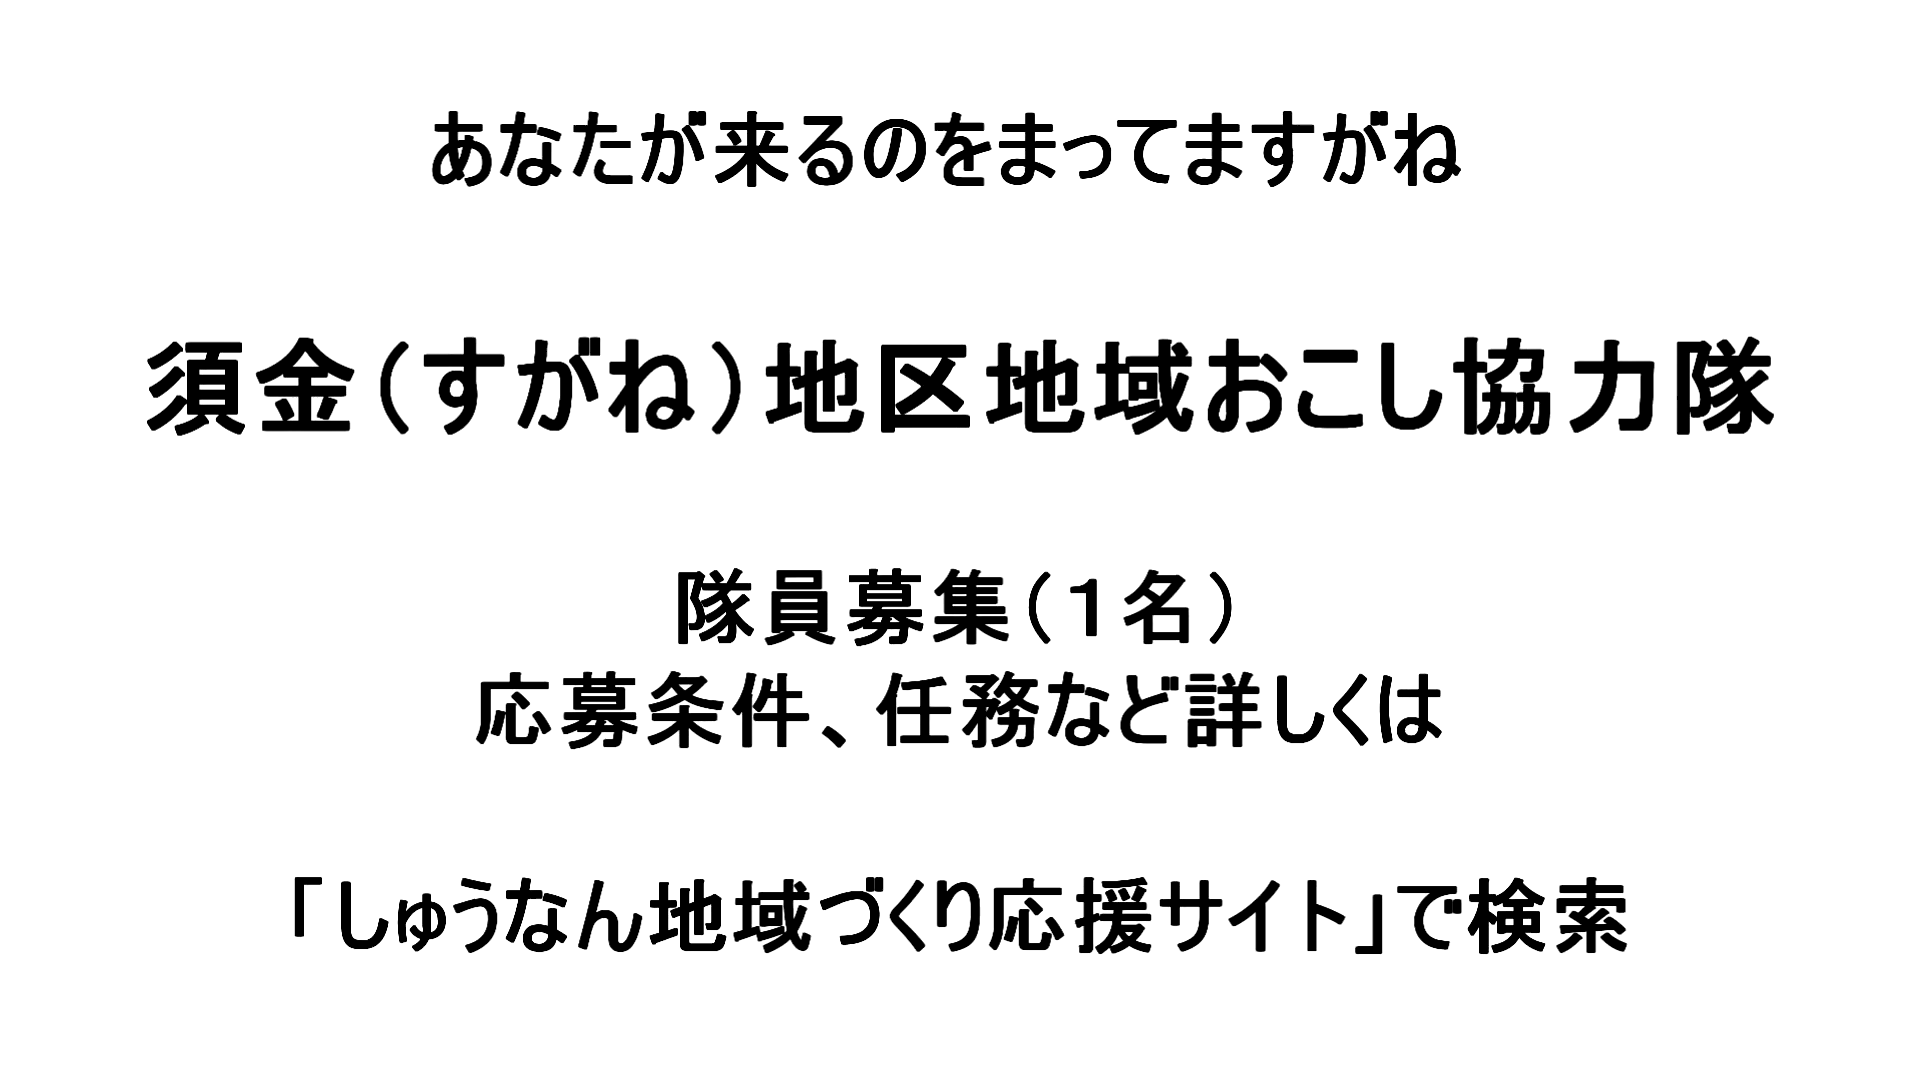 あなたが来るのをまってますがね
須金（すがね）地区地域おこし協力隊
隊員募集（１名）
応募条件、任務など詳しくは
「しゅうなん地域づくり応援サイト」で検索